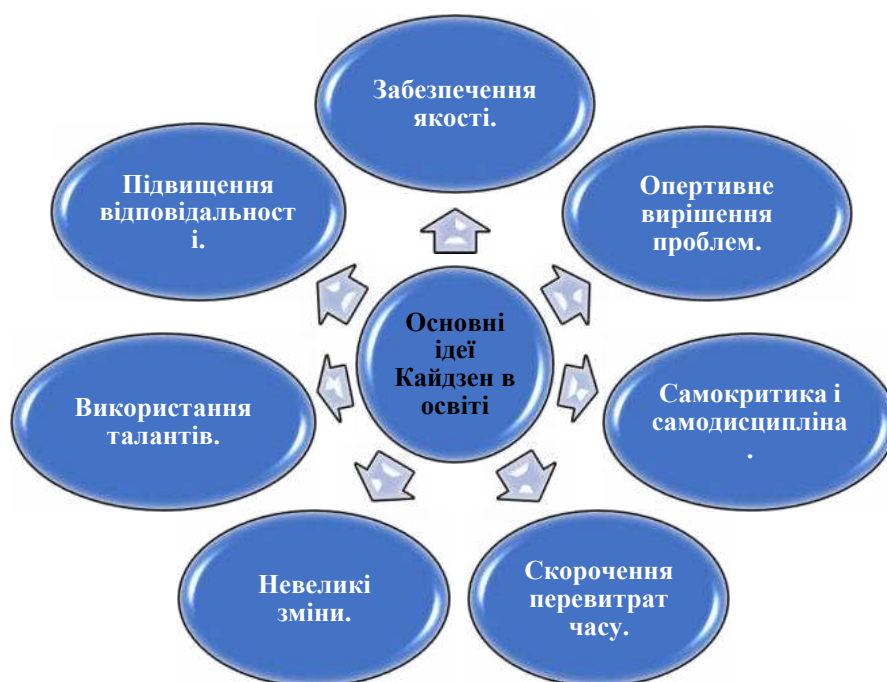 Забезпечення
якості.
Опертивне
вирішення
проблем.
Самокритика і
самодисципліна
.
Скорочення
перевитрат
часу.
Невеликі
зміни.
Використання
талантів.
Підвищення
відповідальност
і.
Основні
ідеї
Кайдзен в
освіті